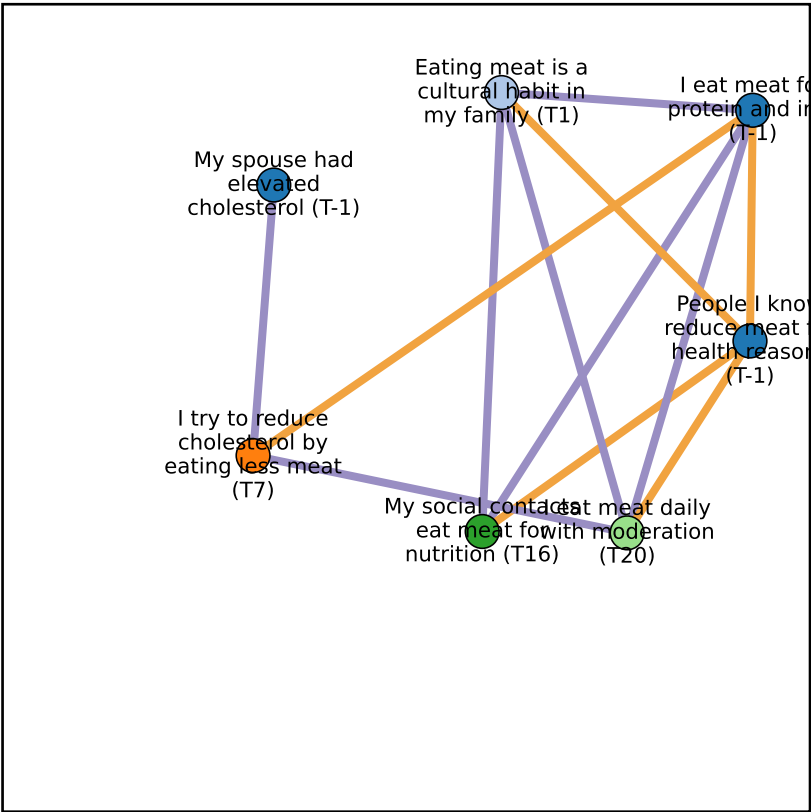 Eating meat is a
cultural habit in
my family (T1)
I eat meat fo
protein and in
(T-1)
My spouse had
elevated
cholesterol (T-1)
People I know
reduce meat
health reason
(T-1)
I try to reduce
cholesterol by
eating less meat
(T7)
My social contacts
eat meat for
nutrition (T16)
I eat meat daily
with moderation
(T20)